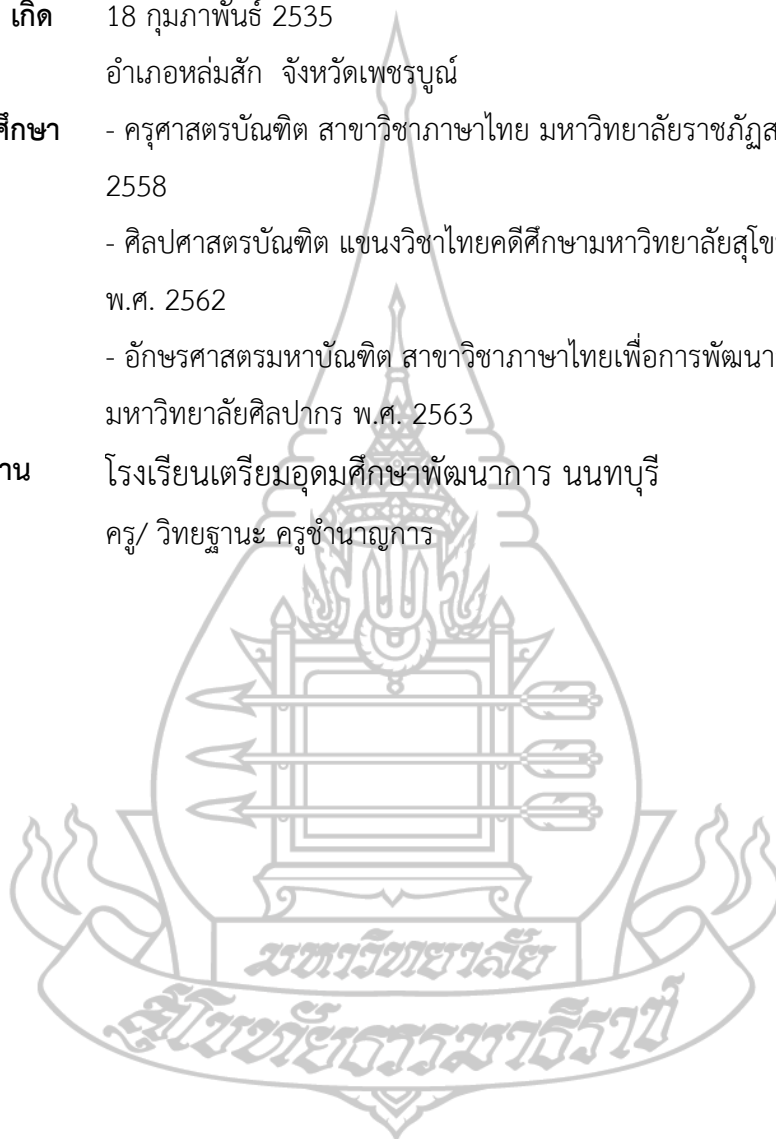 เกิด 18 กุมภาพันธ์ 2535
อำเภอหล่มสัก จังหวัดเพชรบูรณ์
ศึกษา - ครุศาสตรบัณฑิต สาขาวิชาภาษาไทย มหาวิทยาลัยราชภัฏ
2558
- ศิลปศาสตรบัณฑิต แขนงวิชาไทยคดีศึกษามหาวิทยาลัย
พ.ศ. 2562
- อักษรศาสตรมหาบัณฑิต สาขาวิชาภาษาไทยเพื่อการพัฒนา
มหาวิทยาลัยศิลปากร พ.ศ. 2563
โรงเรียนเตรียมอุดมศึกษาพัฒนาการ นนทบุรี
ครู/ วิทยฐานะ ครูชำนาญการ
มหาวิทยาลัย
สุโขทัยธรรมาธิราช